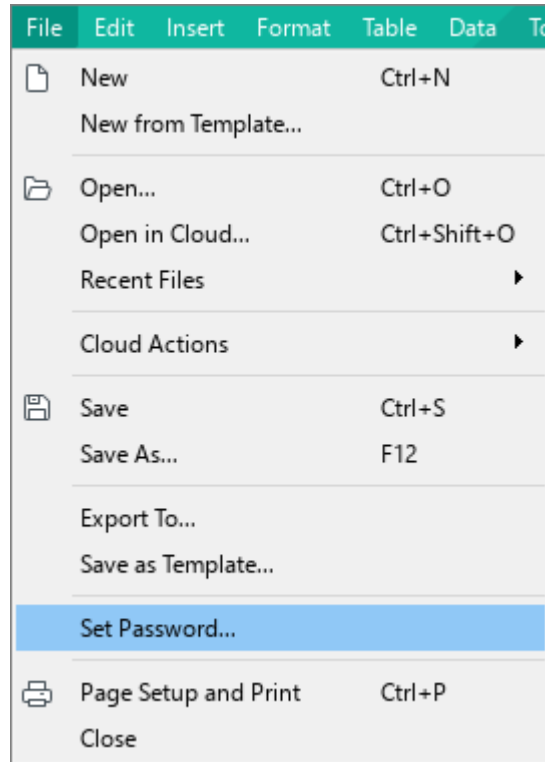 File Edit Insert Format Table Data
New Ctrl+N
New from Template...
Open... Ctrl+O
Open in Cloud... Ctrl+Shift+O
Recent Files
Cloud Actions
Save Ctrl+S
Save As... F12
Export To...
Save as Template...
Set Password...
Page Setup and Print Ctrl+P
Close